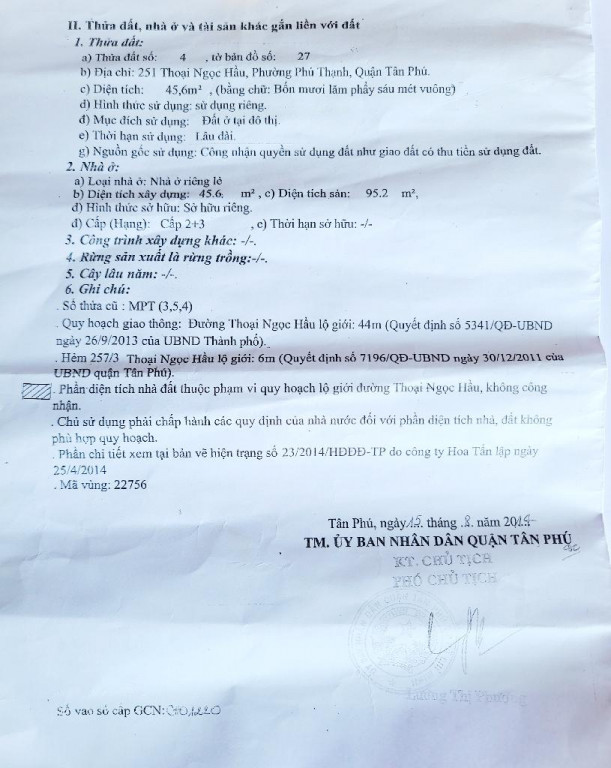 II. Thửa đất, nhà ở và tài sản khác gắn liền với đất
1. Thửa đất:
a) Thửa đất số: 4 , tờ bản đồ số: 27
b) Địa chỉ: 251 Thoại Ngọc Hầu, Phường Phú Thạnh, Quận Tân Phú.
c) Diện tích: 45,6m² , (bằng chữ: Bốn mươi lăm phẩy sáu mét vuông)
d) Hình thức sử dụng: sử dụng riêng.
đ) Mục đích sử dụng: Đất ở tại đô thị.
e) Thời hạn sử dụng: Lâu dài.
g) Nguồn gốc sử dụng: Công nhận quyền sử dụng đất như giao đất có thu tiền sử dụng đất.
2. Nhà ở:
a) Loại nhà ở: Nhà ở riêng lẻ
b) Diện tích xây dựng: 45.6. m² , c) Diện tích sàn: 95.2 m²,
d) Hình thức sở hữu: Sở hữu riêng.
đ) Cấp (Hạng): Cấp 2+3 , e) Thời hạn sở hữu: -/-
3. Công trình xây dựng khác: -/-.
4. Rừng sản xuất là rừng trồng:-/-.
5. Cây lâu năm: -/-.
6. Ghi chú:
. Số thửa cũ : MPT (3,5,4)
. Quy hoạch giao thông: Đường Thoại Ngọc Hầu lộ giới: 44m (Quyết định số 5341/QĐ-UBND
ngày 26/9/2013 của UBND Thành phố).
. Hẻm 257/3 Thoại Ngọc Hầu lộ giới: 6m (Quyết định số 7196/QĐ-UBND ngày 30/12/2011 của
UBND quận Tân Phú).
. Phần diện tích nhà đất thuộc phạm vi quy hoạch lộ giới đường Thoại Ngọc Hầu, không công
nhận.
. Chủ sử dụng phải chấp hành các quy định của nhà nước đối với phần diện tích nhà, đất không
phù hợp quy hoạch.
. Phần chi tiết xem tại bản vẽ hiện trạng số 23/2014/HĐĐĐ-TP do công ty Hoa Tấn lập ngày
25/4/2014
. Mã vùng: 22756
Tân Phú, ngày tháng .8. năm
TM. ỦY BAN NHÂN DÂN QUẬN TÂN PHÚ
KT. CHỦ TỊCH
PHÓ CHỦ TỊCH
Số vào sổ cấp GCN: